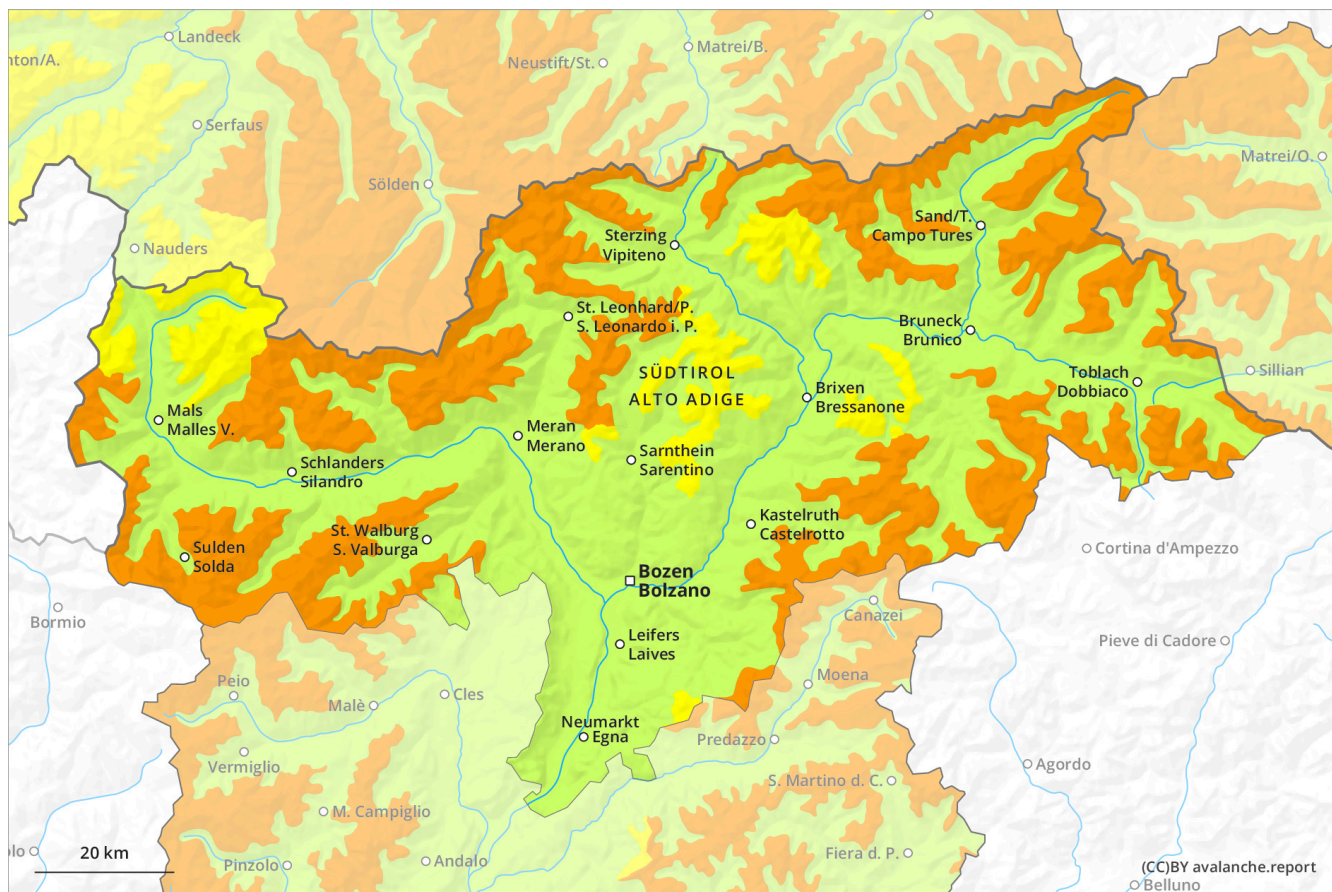 Landeck
Matrei/B.
nton/A.
Neustift/St.
Serfaus
Matrei/O.
Sölden
Sand/T.
Campo Tures
Nauders
Sterzing
Vipiteno
St. Leonhard/P.
S. Leonardo i. P.
Bruneck
Brunico
SÜDTIROL
ALTO ADIGE
Toblach
Dobbiaco
Sillian
Brixen
Bressanone
Mals
Malles V.
Meran
Merano
Sarnthein
Sarentino
Schlanders
Silandro
Kastelruth
Castelrotto
St. Walburg
S. Valburga
Sulden
Solda
Cortina d'Ampezzo
Bozen
Bolzano
Bormio
Canazei
Leifers
Laives
Pieve di Cadore
Peio
Moena
Malè
Cles
Neumarkt
Egna
Predazzo
Vermiglio
Agordo
S. Martino d. C.
M. Campiglio
olo
20 km
Pinzolo
Andalo
Fiera d. P.
(CC)BY avalanche.report
Belluno